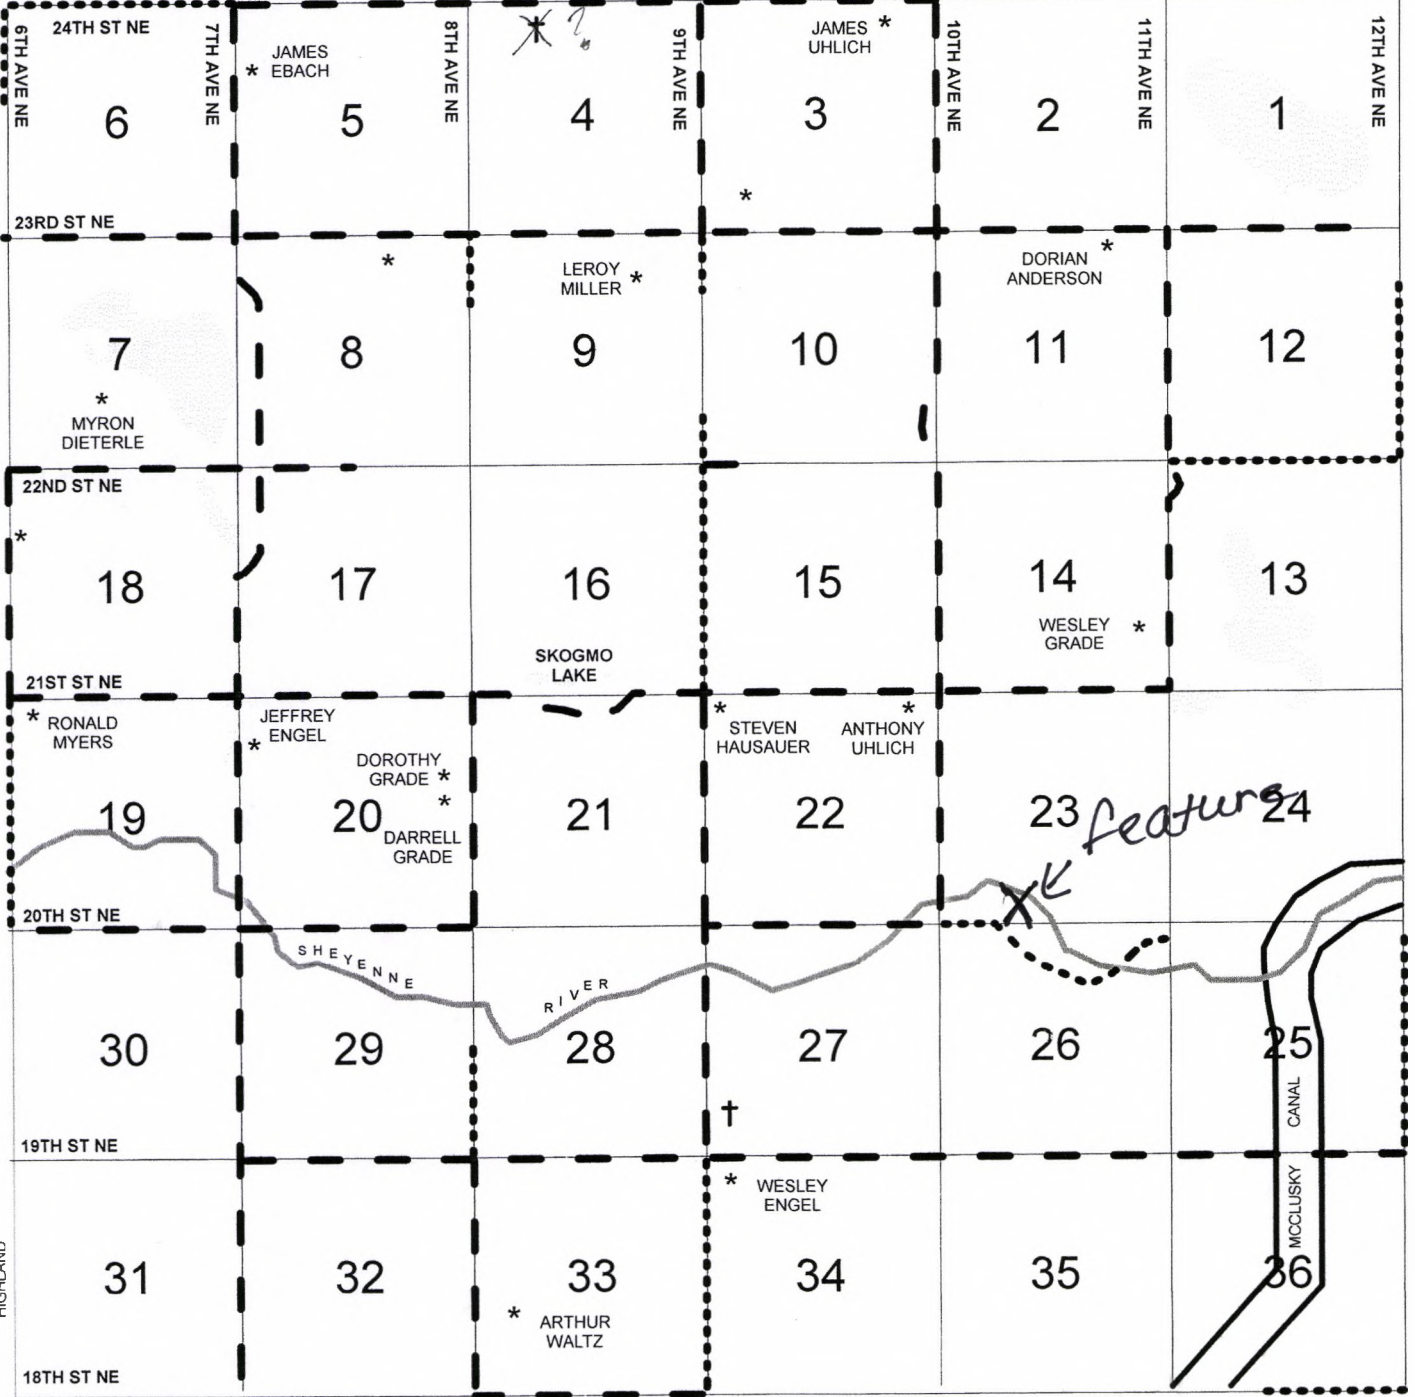 24TH ST NE
6TH AVE NE
7TH AVE NE
8TH AVE NE
9TH AVE NE
10TH AVE NE
11TH AVE NE
12TH AVE NE
† ?
* JAMES
EBACH
JAMES *
UHLICH
6
5
4
3
2
1
*
23RD ST NE
*
LEROY
MILLER *
DORIAN *
ANDERSON
7
8
9
10
11
12
*
MYRON
DIETERLE
22ND ST NE
*
18
17
16
15
14
13
WESLEY *
GRADE
SKOGMO
LAKE
21ST ST NE
* RONALD
MYERS
JEFFREY
* ENGEL
DOROTHY
GRADE *
*
DARRELL
GRADE
*
STEVEN
HAUSAUER
*
ANTHONY
UHLICH
19
20
21
22
23
24
feature
X
20TH ST NE
SHEYENNE
RIVER
30
29
28
27
26
25
†
CANAL
19TH ST NE
* WESLEY
ENGEL
MCCLUSKY
HIGHLAND
31
32
33
34
35
36
* ARTHUR
WALTZ
18TH ST NE